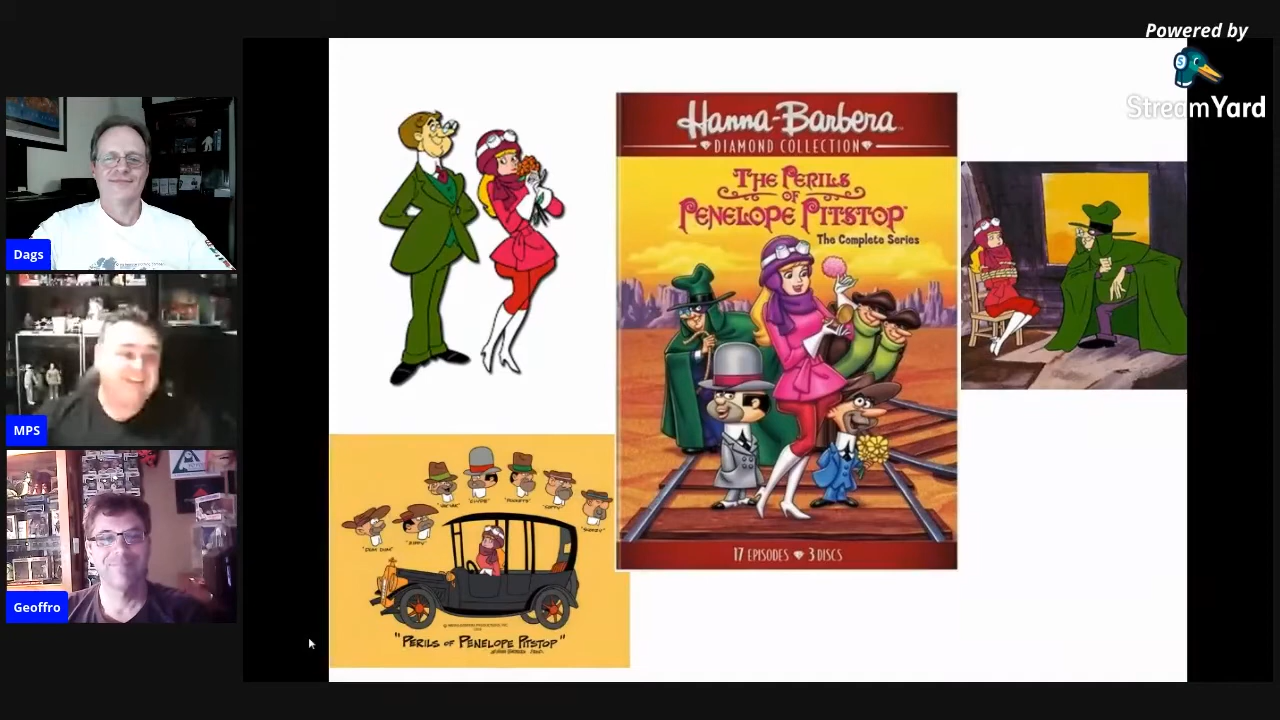 Powered by
StreamYard
Dags
MPS
Geoffro
Hanna-Barbera
DIAMOND COLLECTION
THE PERILS
OF
PENELOPE PITSTOP
The Complete Series
17 EPISODES 3 DISCS
"PERILS OF PENELOPE PITSTOP"